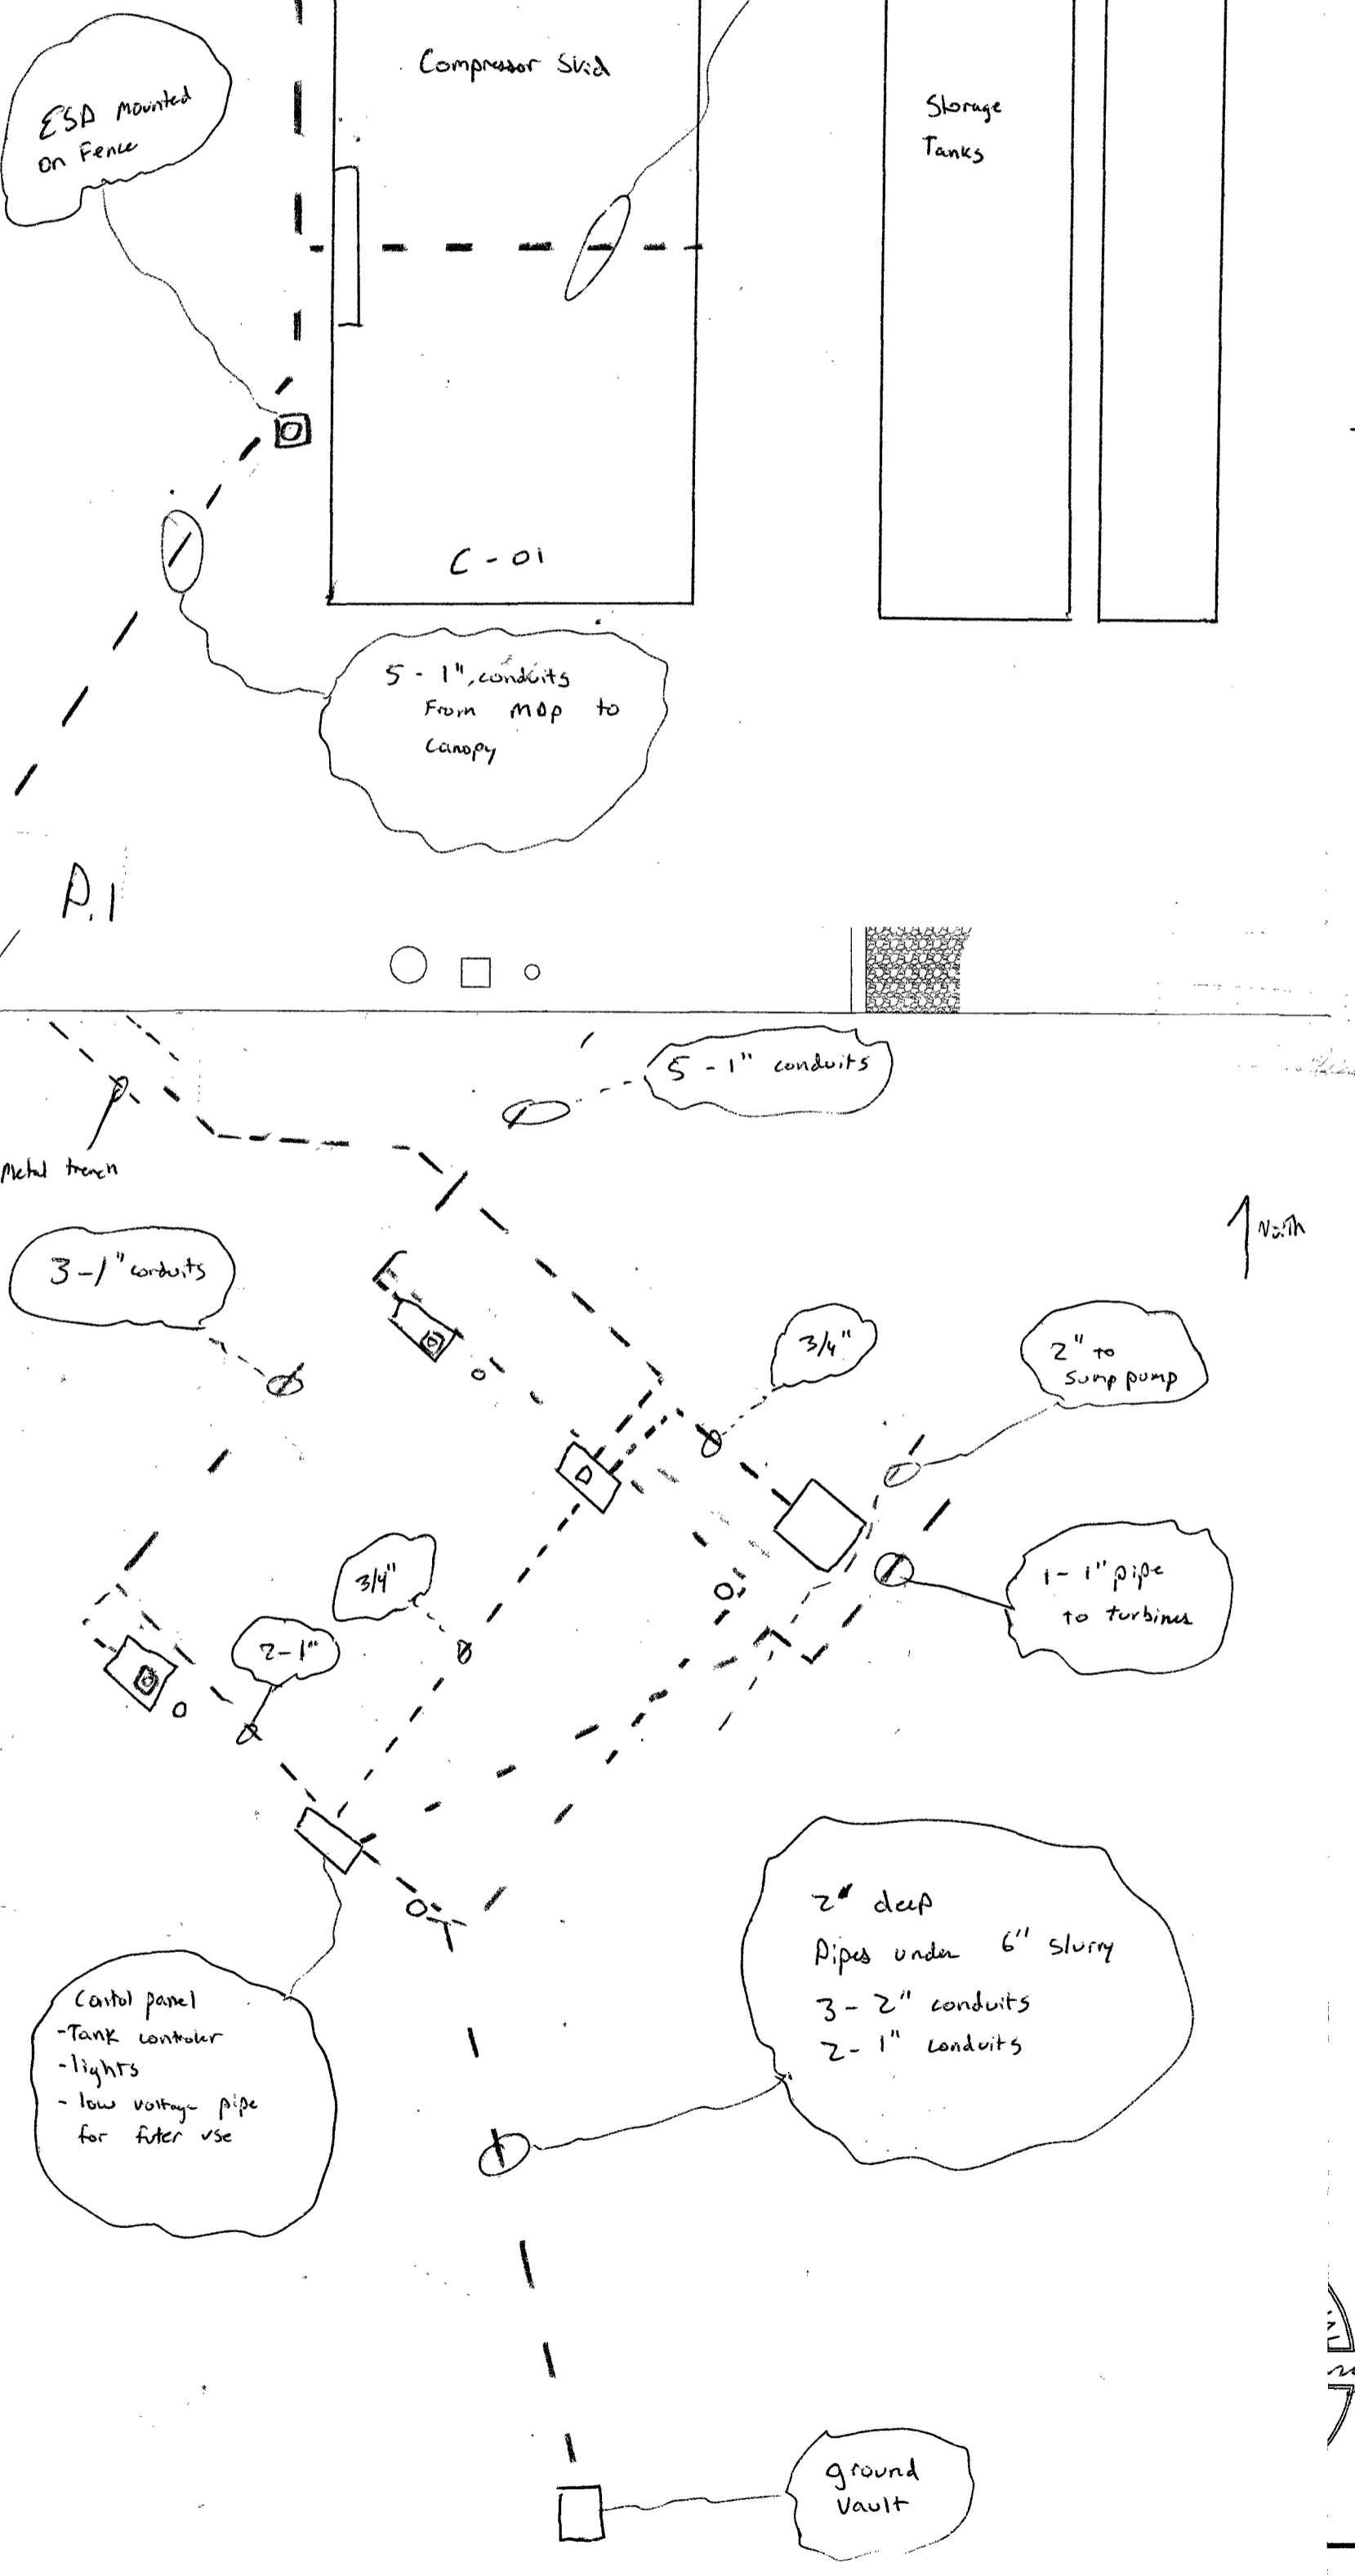 Compressor Skid
Storage
Tanks
ESD mounted
on Fence
C-01
5 - 1" conduits
From MDP to
Canopy
P.1
5 - 1" conduits
Metal trench
North
3-1" conduits
3/4"
2" to
Sump pump
3/4"
1-1" pipe
to turbines
2-1"
2" deep
Pipes under 6" slurry
3-2" conduits
2-1" conduits
Contol panel
-Tank controler
-lights
- low voltage pipe
for futer use
ground
vault